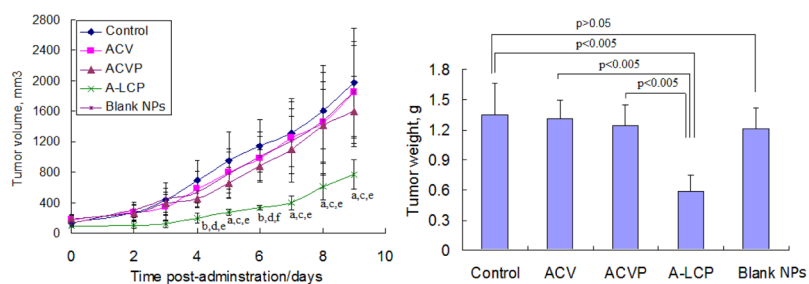 2800
2400
2000
1600
1200
800
400
0
Tumor volume, mm3
Control
ACV
ACVP
A-LCP
Blank NPs
b,d,e
a,c,e
b,d,f
a,c,e
a,c,e
a,c,e
0 2 4 6 8 10
Time post-adminstration/days
p>0.05
p<0.005
p<0.005
p<0.005
1.8
1.5
1.2
0.9
0.6
0.3
0
Tumor weight, g
Control ACV ACVP A-LCP Blank NPs